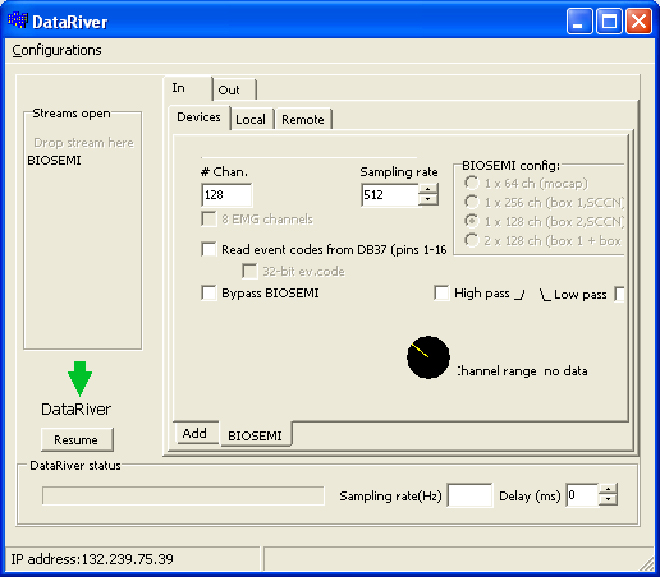 DataRiver
Configurations
In
Out
Streams open
Drop stream here
BIOSEMI
Devices
Local
Remote
# Chan.
128
Sampling rate
512
8 EMG channels
BIOSEMI config:
1 x 64 ch (mocap)
1 x 256 ch (box 1,SCCN)
1 x 128 ch (box 2,SCCN)
2 x 128 ch (box 1 + box
Read event codes from DB37 (pins 1-16
32-bit ev.code
Bypass BIOSEMI
High pass _/
\_ Low pass
Channel range no data
DataRiver
Resume
Add
BIOSEMI
DataRiver status
Sampling rate(Hz)
Delay (ms)
0
IP address:132.239.75.39